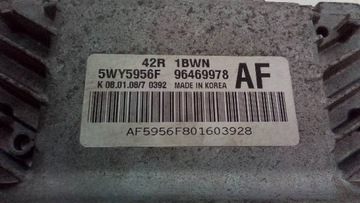 42R 1BWN
5WY5956F 96469978 AF
K 08.01.08/7 0392 MADE IN KOREA
AF5956F801603928